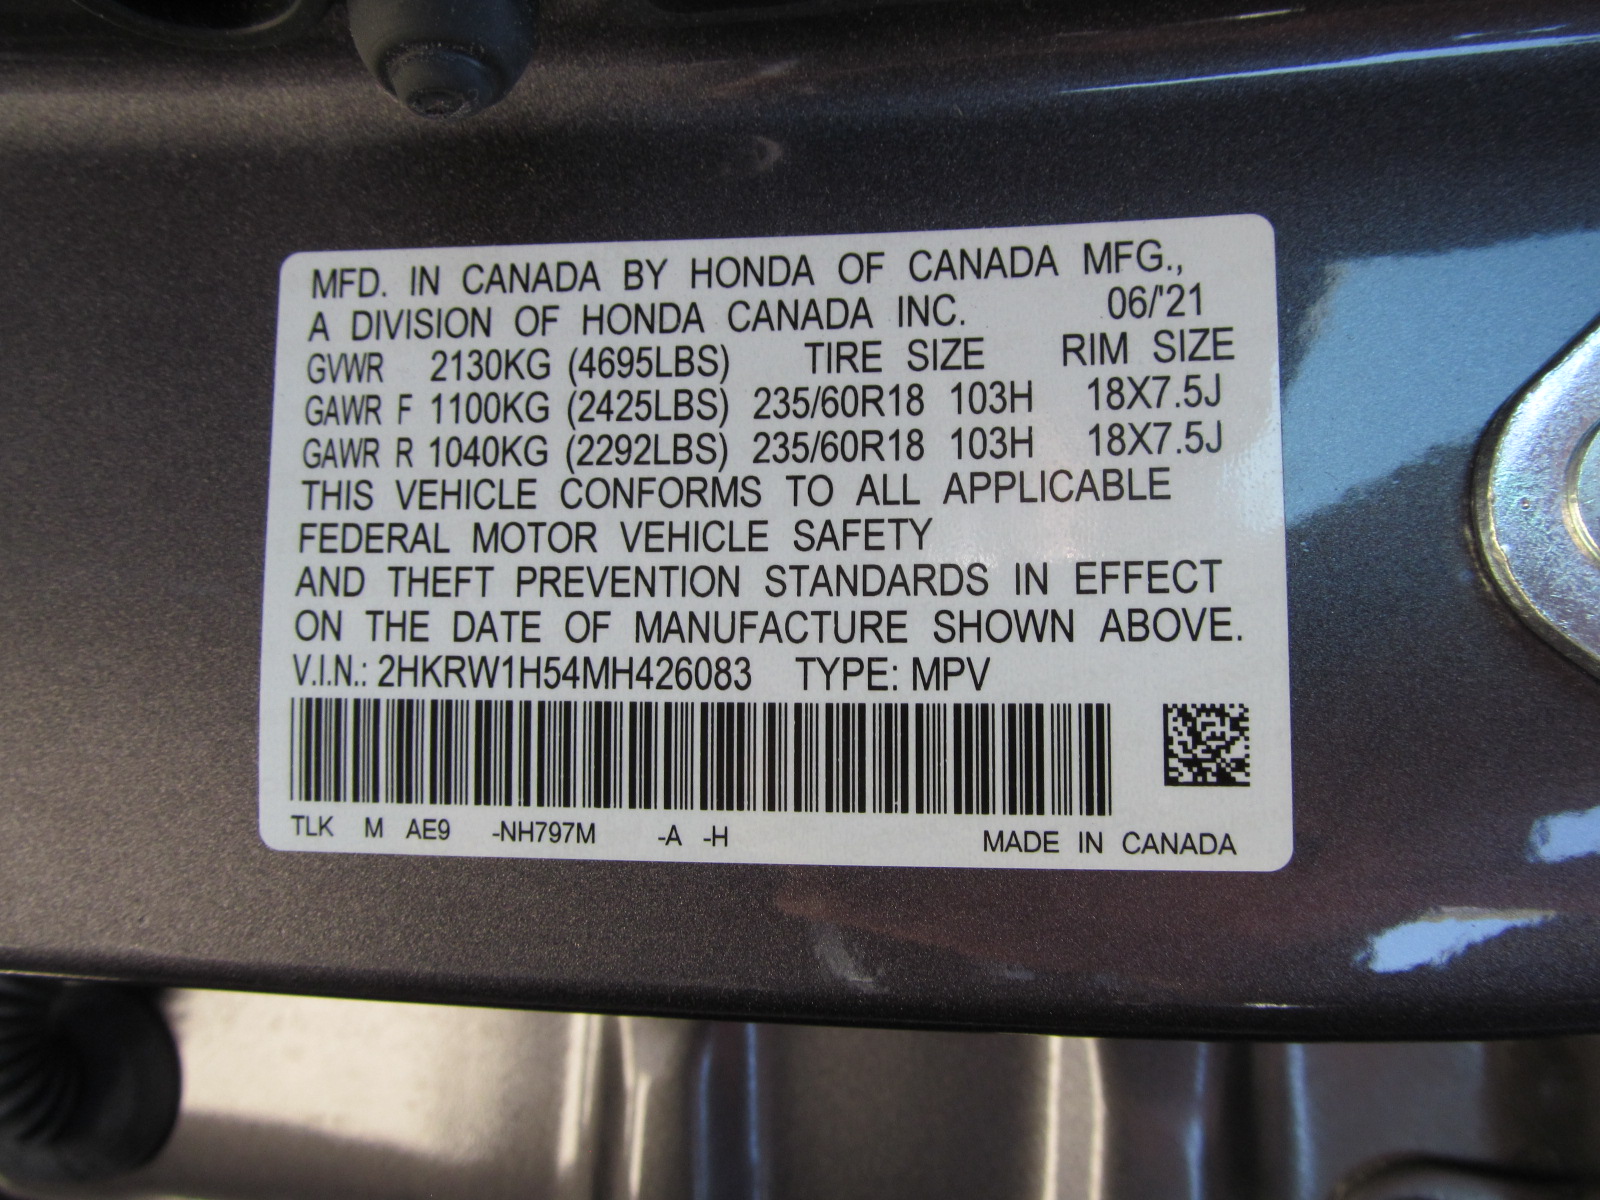 MFD. IN CANADA BY HONDA OF CANADA MFG.,
A DIVISION OF HONDA CANADA INC. 06/'21
GVWR 2130KG (4695LBS) TIRE SIZE RIM SIZE
GAWR F 1100KG (2425LBS) 235/60R18 103H 18X7.5J
GAWR R 1040KG (2292LBS) 235/60R18 103H 18X7.5J
THIS VEHICLE CONFORMS TO ALL APPLICABLE
FEDERAL MOTOR VEHICLE SAFETY
AND THEFT PREVENTION STANDARDS IN EFFECT
ON THE DATE OF MANUFACTURE SHOWN ABOVE.
V.I.N.: 2HKRW1H54MH426083 TYPE: MPV
TLK M AE9 -NH797M -A -H MADE IN CANADA